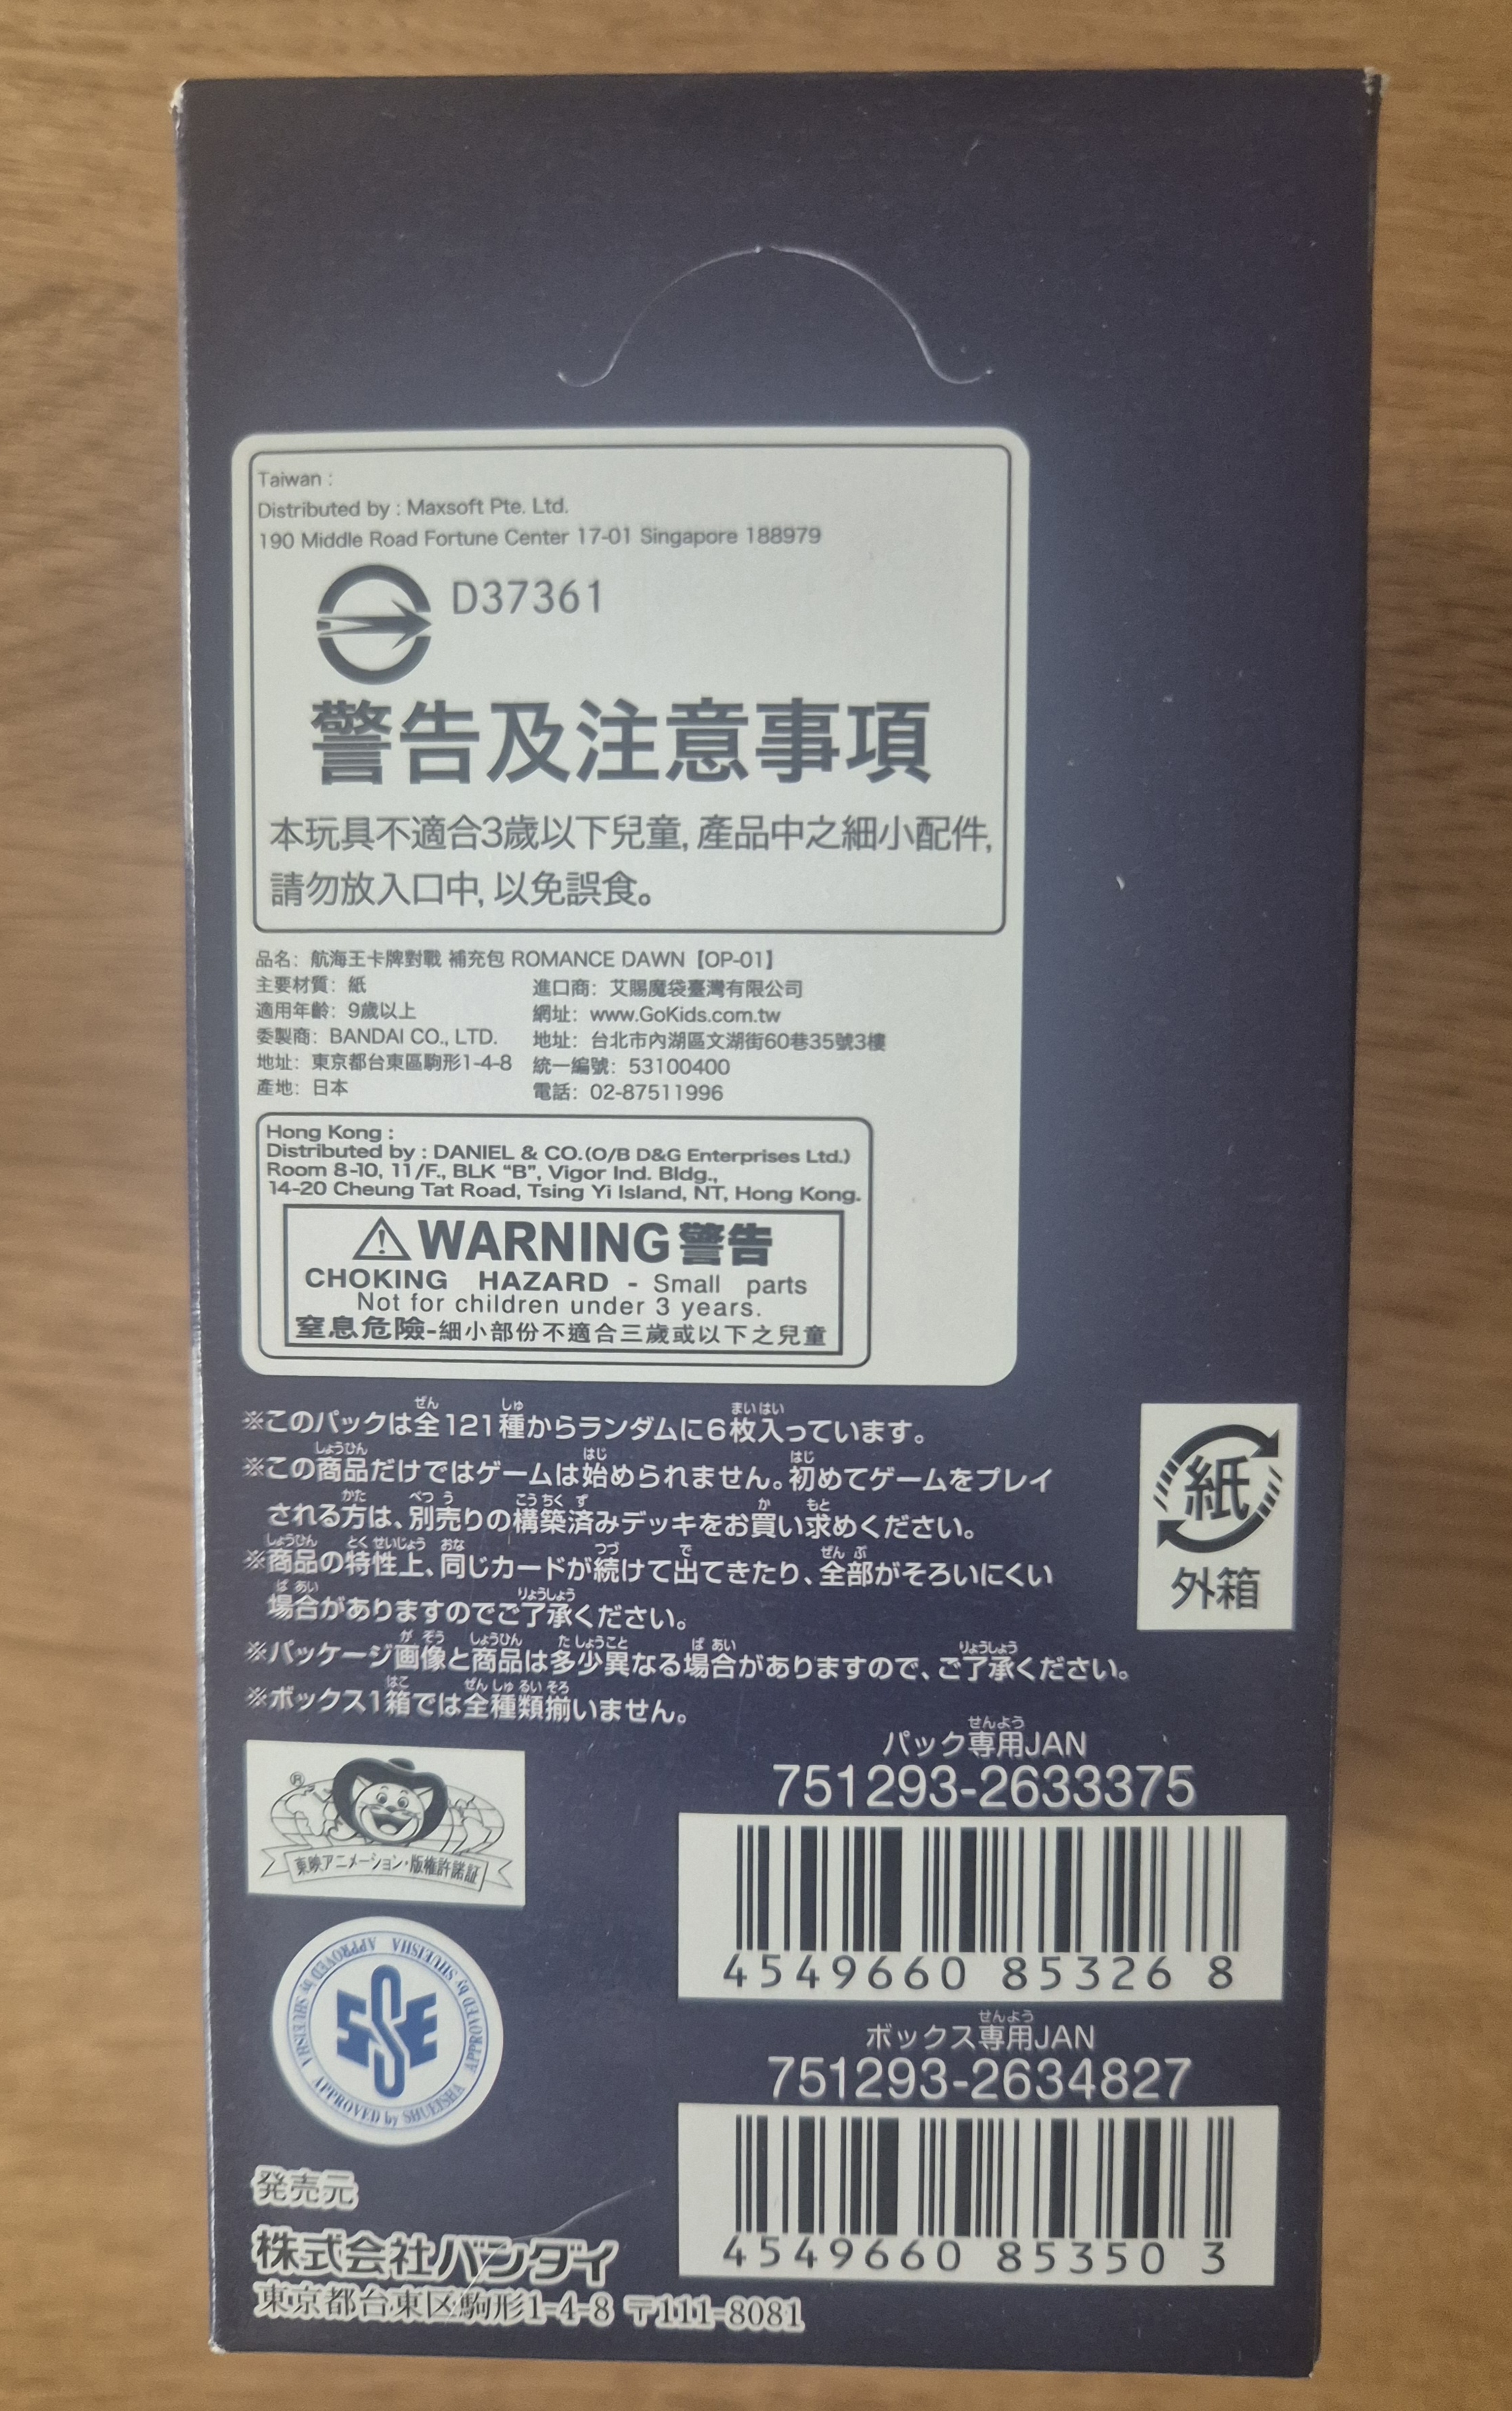 Taiwan :
Distributed by : Maxsoft Pte. Ltd.
190 Middle Road Fortune Center 17-01 Singapore 188979
D37361
警告及注意事項
本玩具不適合3歲以下兒童, 產品中之細小配件,
請勿放入口中, 以免誤食。
品名：航海王卡牌對戰 補充包 ROMANCE DAWN【OP-01】
主要材質：紙
適用年齡：9歲以上
委製商：BANDAI CO., LTD.
地址：東京都台東區駒形1-4-8
產地：日本
進口商：艾賜魔袋臺灣有限公司
網址：www.GoKids.com.tw
地址：台北市內湖區文湖街60巷35號3樓
統一編號：53100400
電話：02-87511996
Hong Kong :
Distributed by : DANIEL & CO.(O/B D&G Enterprises Ltd.)
Room 8-10, 11/F., BLK “B”, Vigor Ind. Bldg.,
14-20 Cheung Tat Road, Tsing Yi Island, NT, Hong Kong.
WARNING 警告
CHOKING HAZARD - Small parts
Not for children under 3 years.
窒息危險-細小部份不適合三歲或以下之兒童
※このパックは全121種からランダムに6枚入っています。
※この商品だけではゲームは始められません。初めてゲームをプレイ
される方は、別売りの構築済みデッキをお買い求めください。
※商品の特性上、同じカードが続けて出てきたり、全部がそろいにくい
場合がありますのでご了承ください。
※パッケージ画像と商品は多少異なる場合がありますので、ご了承ください。
※ボックス1箱では全種類揃いません。
紙
外箱
®
東映アニメーション・版権許諾証
APPROVED by SHUEISHA APPROVED by SHUEISHA APPROVED by SHUEISHA
SSE
パック専用JAN
751293-2633375
4549660 853268
ボックス専用JAN
751293-2634827
4549660 853503
発売元
株式会社バンダイ
東京都台東区駒形1-4-8 〒111-8081